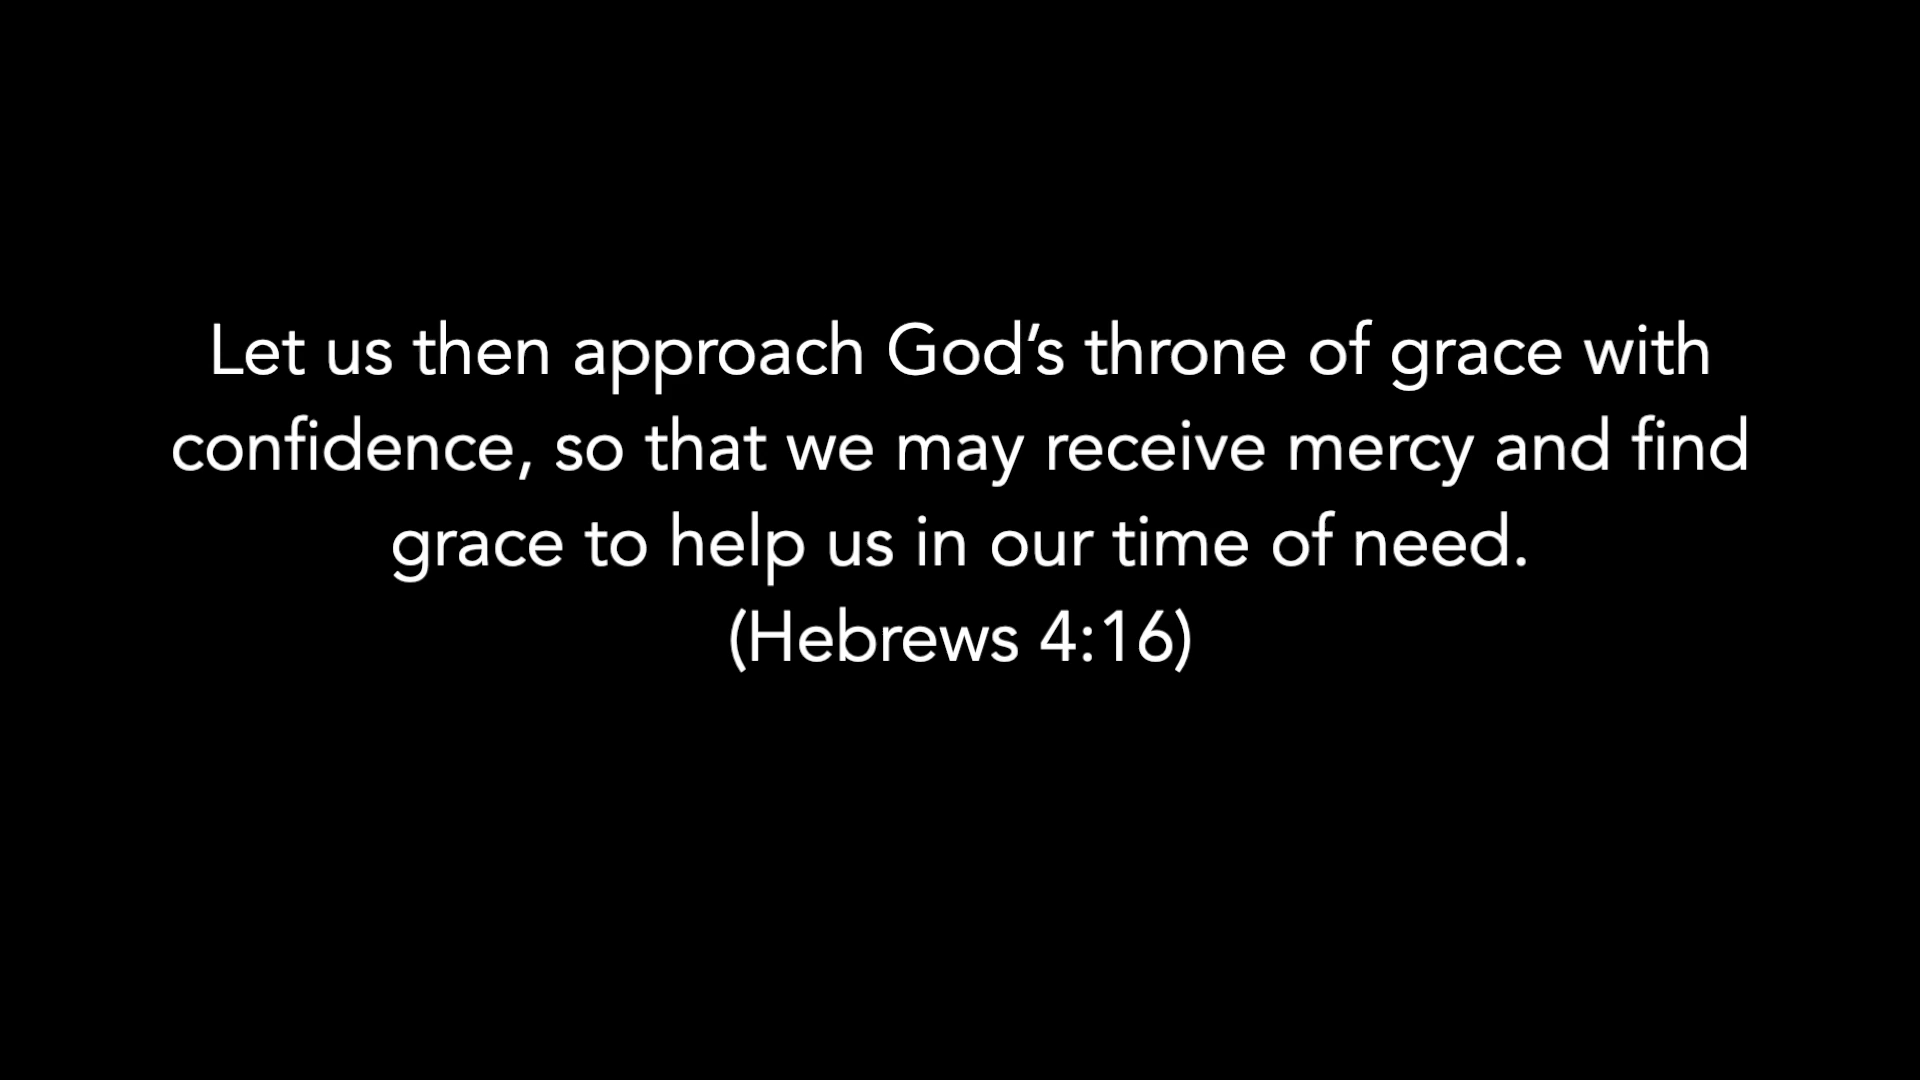 Let us then approach God’s throne of grace with
confidence, so that we may receive mercy and find
grace to help us in our time of need.
(Hebrews 4:16)